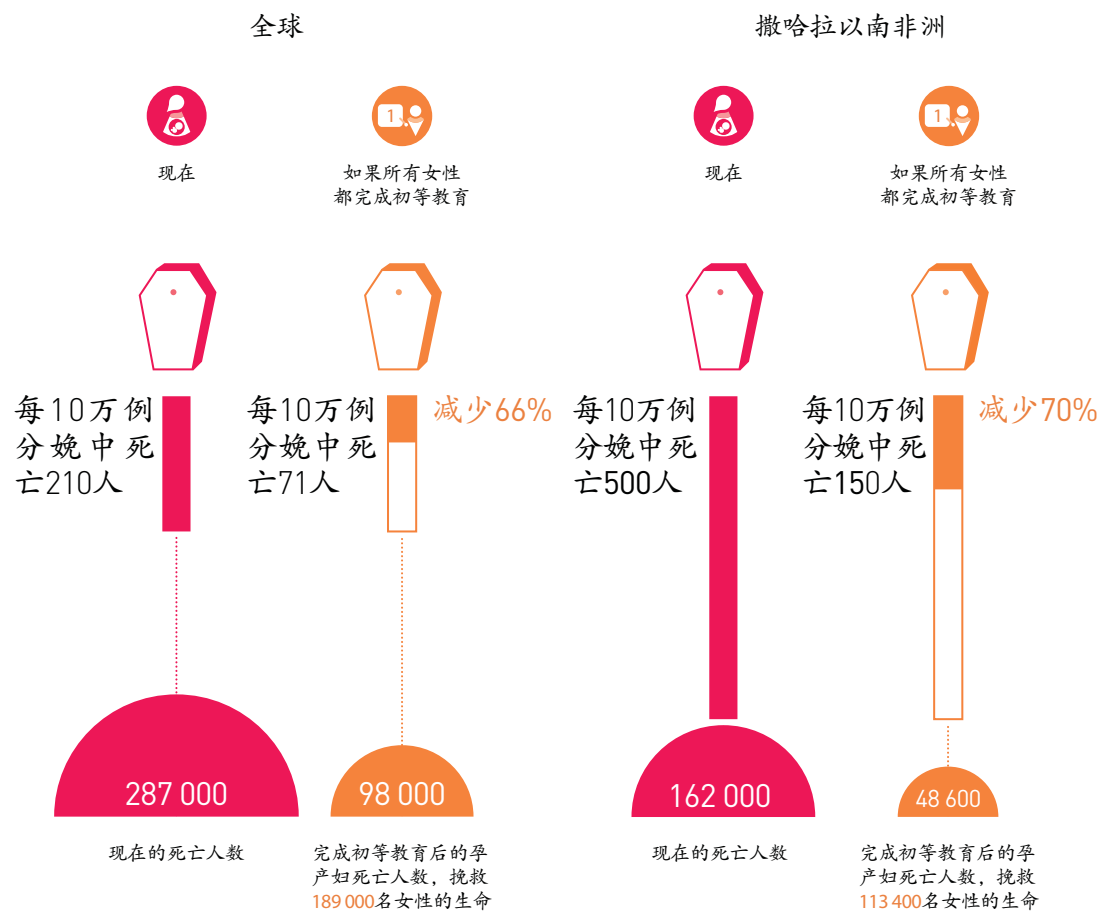 全球
撒哈拉以南非洲
1
1
现在
如果所有女性
都完成初等教育
现在
如果所有女性
都完成初等教育
每10万例
分娩中死
亡210人
每10万例
分娩中死
亡71人
减少66%
每10万例
分娩中死
亡500人
每10万例
分娩中死
亡150人
减少70%
287 000
98 000
162 000
48 600
现在的死亡人数
完成初等教育后的孕
产妇死亡人数，挽救
189 000名女性的生命
现在的死亡人数
完成初等教育后的孕
产妇死亡人数，挽救
113 400名女性的生命